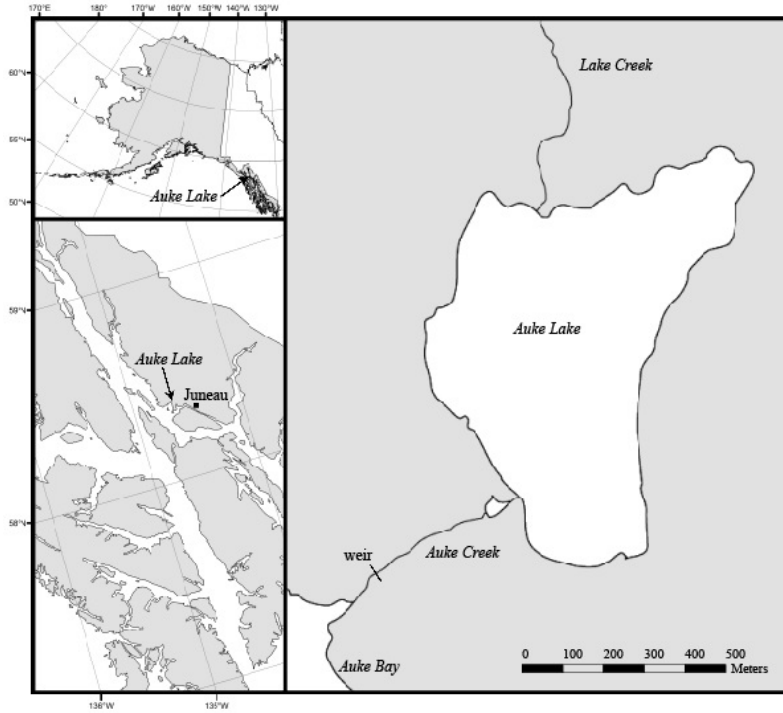 170°E 180° 170°W 160°W 150°W 140°W 130°W
60°N
55°N
50°N
Auke Lake
59°N
58°N
Auke Lake
Juneau
136°W 135°W
Lake Creek
Auke Lake
weir
Auke Creek
Auke Bay
0 100 200 300 400 500
Meters